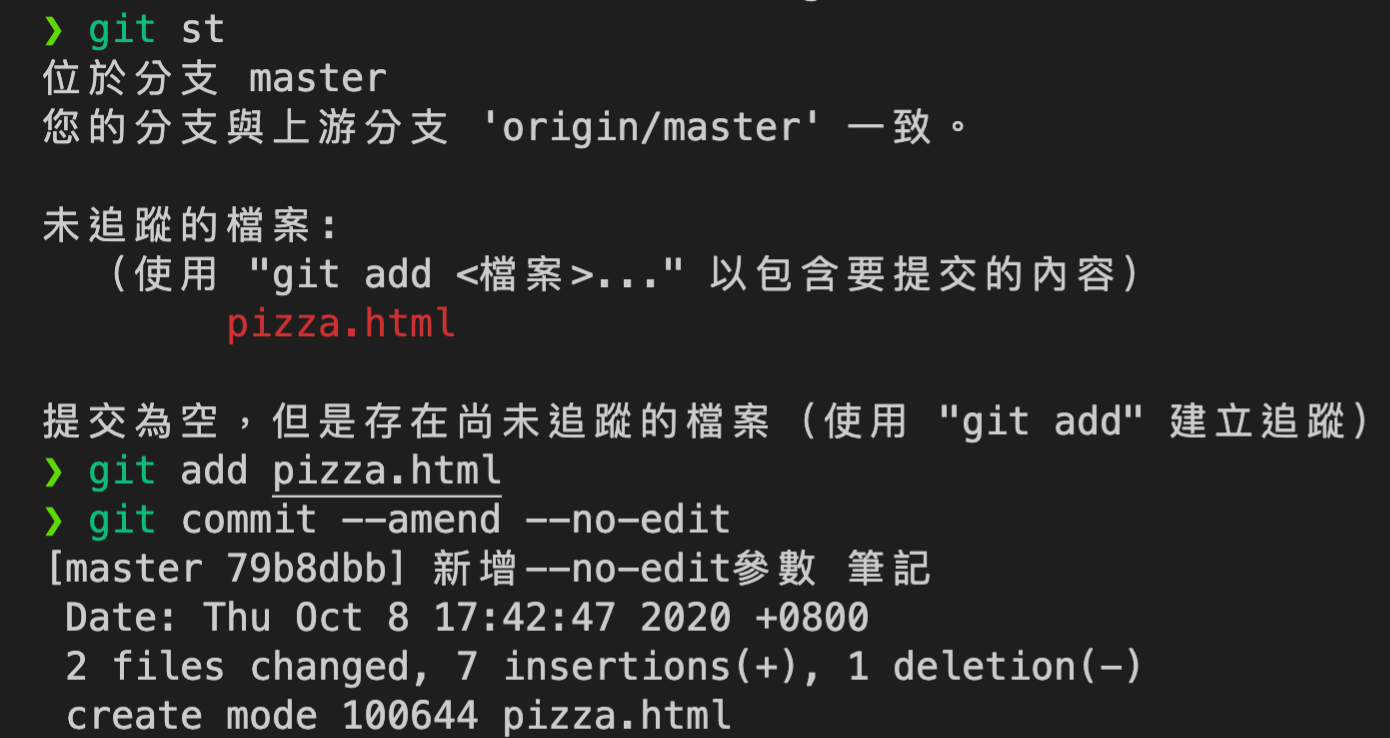 ❯ git st
位於分支 master
您的分支與上游分支 'origin/master' 一致。
未追蹤的檔案:
（使用 "git add <檔案>..." 以包含要提交的內容）
pizza.html
提交為空，但是存在尚未追蹤的檔案（使用 "git add" 建立追蹤）
❯ git add pizza.html
❯ git commit --amend --no-edit
[master 79b8dbb] 新增--no-edit參數 筆記
Date: Thu Oct 8 17:42:47 2020 +0800
2 files changed, 7 insertions(+), 1 deletion(-)
create mode 100644 pizza.html